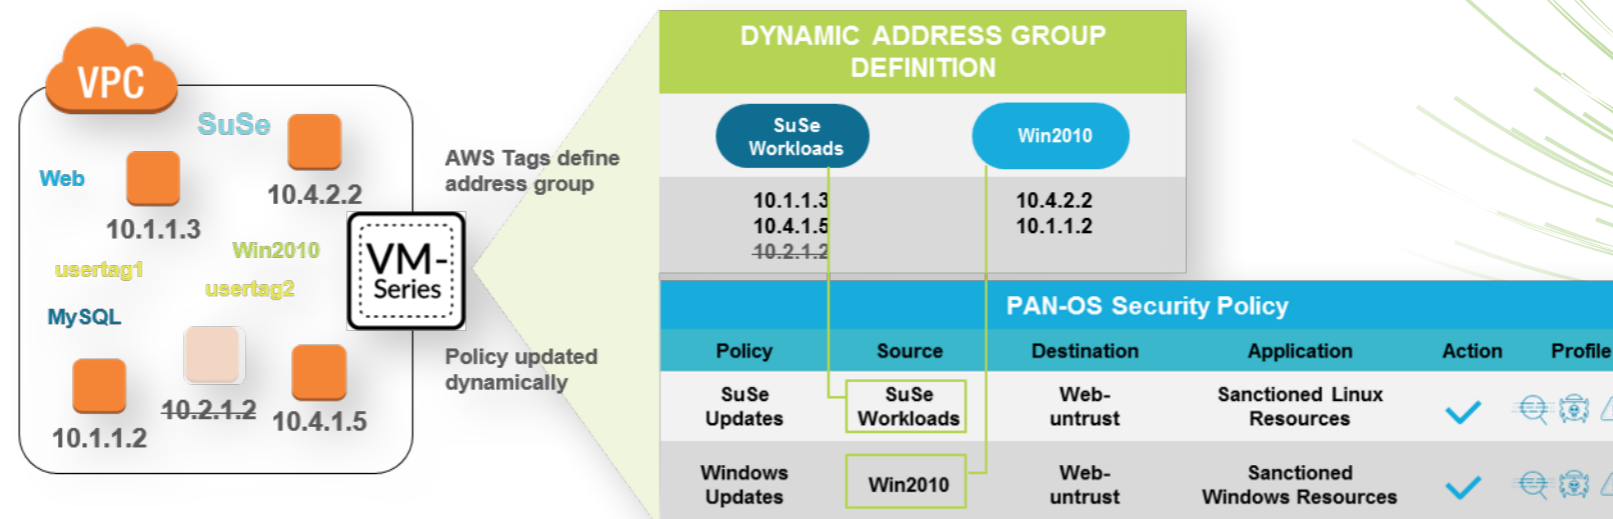 VPC
SuSe
Web
10.4.2.2
10.1.1.3
Win2010
usertag1
usertag2
MySQL
10.2.1.2
10.4.1.5
10.1.1.2
VM-
Series
AWS Tags define
address group
Policy updated
dynamically
DYNAMIC ADDRESS GROUP
DEFINITION
SuSe
Workloads
Win2010
10.1.1.3
10.4.1.5
10.2.1.2
10.4.2.2
10.1.1.2
PAN-OS Security Policy
Policy Source Destination Application Action Profile
SuSe
Updates
SuSe
Workloads
Web-
untrust
Sanctioned Linux
Resources
Windows
Updates
Win2010
Web-
untrust
Sanctioned
Windows Resources